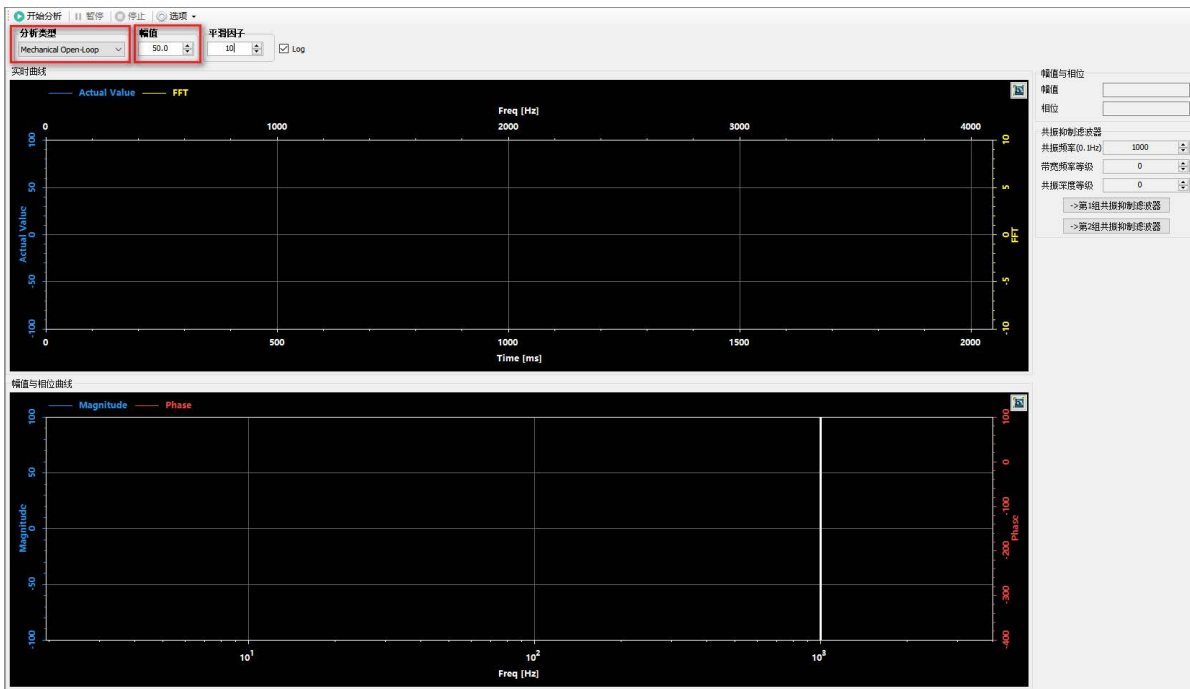 开始分析 暂停 停止 选项
分析类型 幅值 平滑因子
Mechanical Open-Loop 50.0 10 Log
实时曲线
Actual Value FFT
Freq [Hz]
0 1000 2000 3000 4000
100 50 0 -50 -100
Actual Value
10 5 0 -5 -10
FFT
0 500 1000 1500 2000
Time [ms]
幅值与相位曲线
Magnitude Phase
100 50 0 -50 -100
Magnitude
100 0 -100 -200 -300 -400
Phase
10¹ 10² 10³
Freq [Hz]
幅值与相位
幅值
相位
共振抑制滤波器
共振频率(0.1Hz) 1000
带宽频率等级 0
共振深度等级 0
->第1组共振抑制滤波器
->第2组共振抑制滤波器